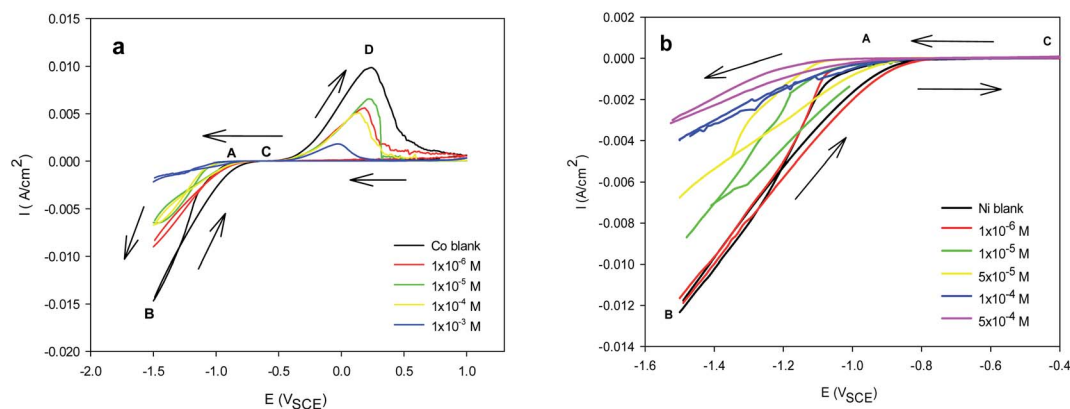 a
D
A
C
B
0.015
0.010
0.005
0.000
-0.005
-0.010
-0.015
-0.020
I ( A/cm²)
-2.0 -1.5 -1.0 -0.5 0.0 0.5 1.0
E (V_SCE)
Co blank
1x10⁻⁶ M
1x10⁻⁵ M
1x10⁻⁴ M
1x10⁻³ M
b
A
C
B
0.000
-0.002
-0.004
-0.006
-0.008
-0.010
-0.012
-0.014
I (A/cm²)
-1.6 -1.4 -1.2 -1.0 -0.8 -0.6 -0.4
E (V_SCE)
Ni blank
1x10⁻⁶ M
1x10⁻⁵ M
5x10⁻⁵ M
1x10⁻⁴ M
5x10⁻⁴ M